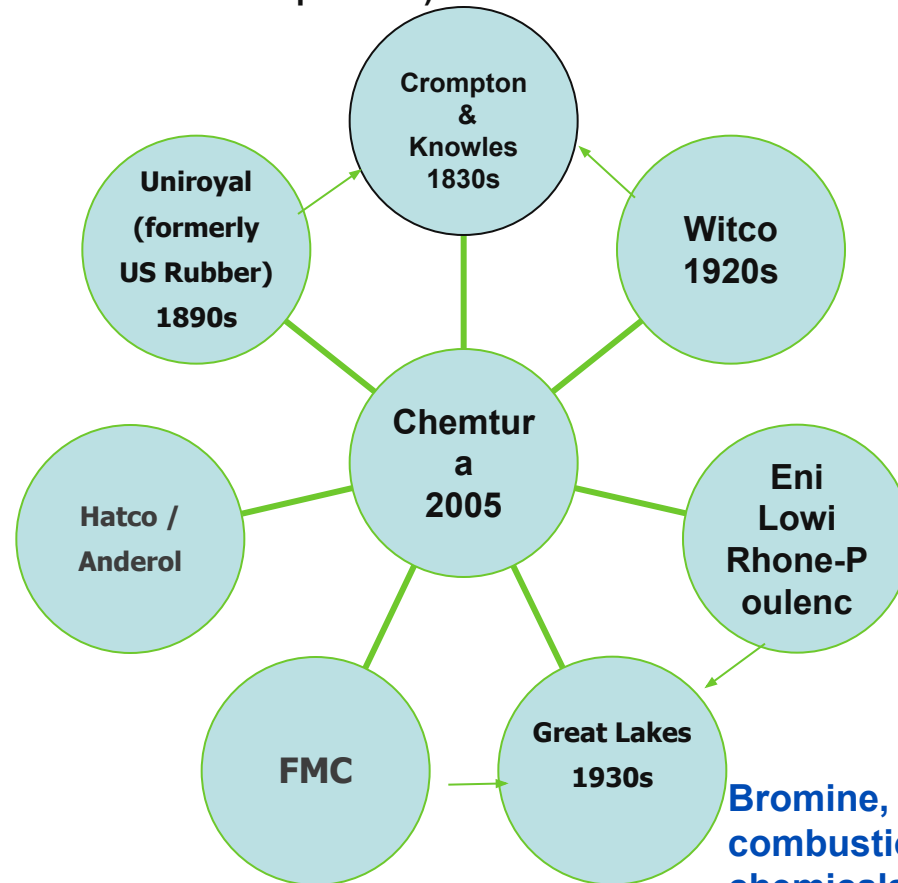 Crompton
&
Knowles
1830s
Uniroyal
(formerly
US Rubber)
1890s
Witco
1920s
Chemtur
a
2005
Eni
Lowi
Rhone-P
oulenc
Hatco /
Anderol
FMC
Great Lakes
1930s
Bromine,